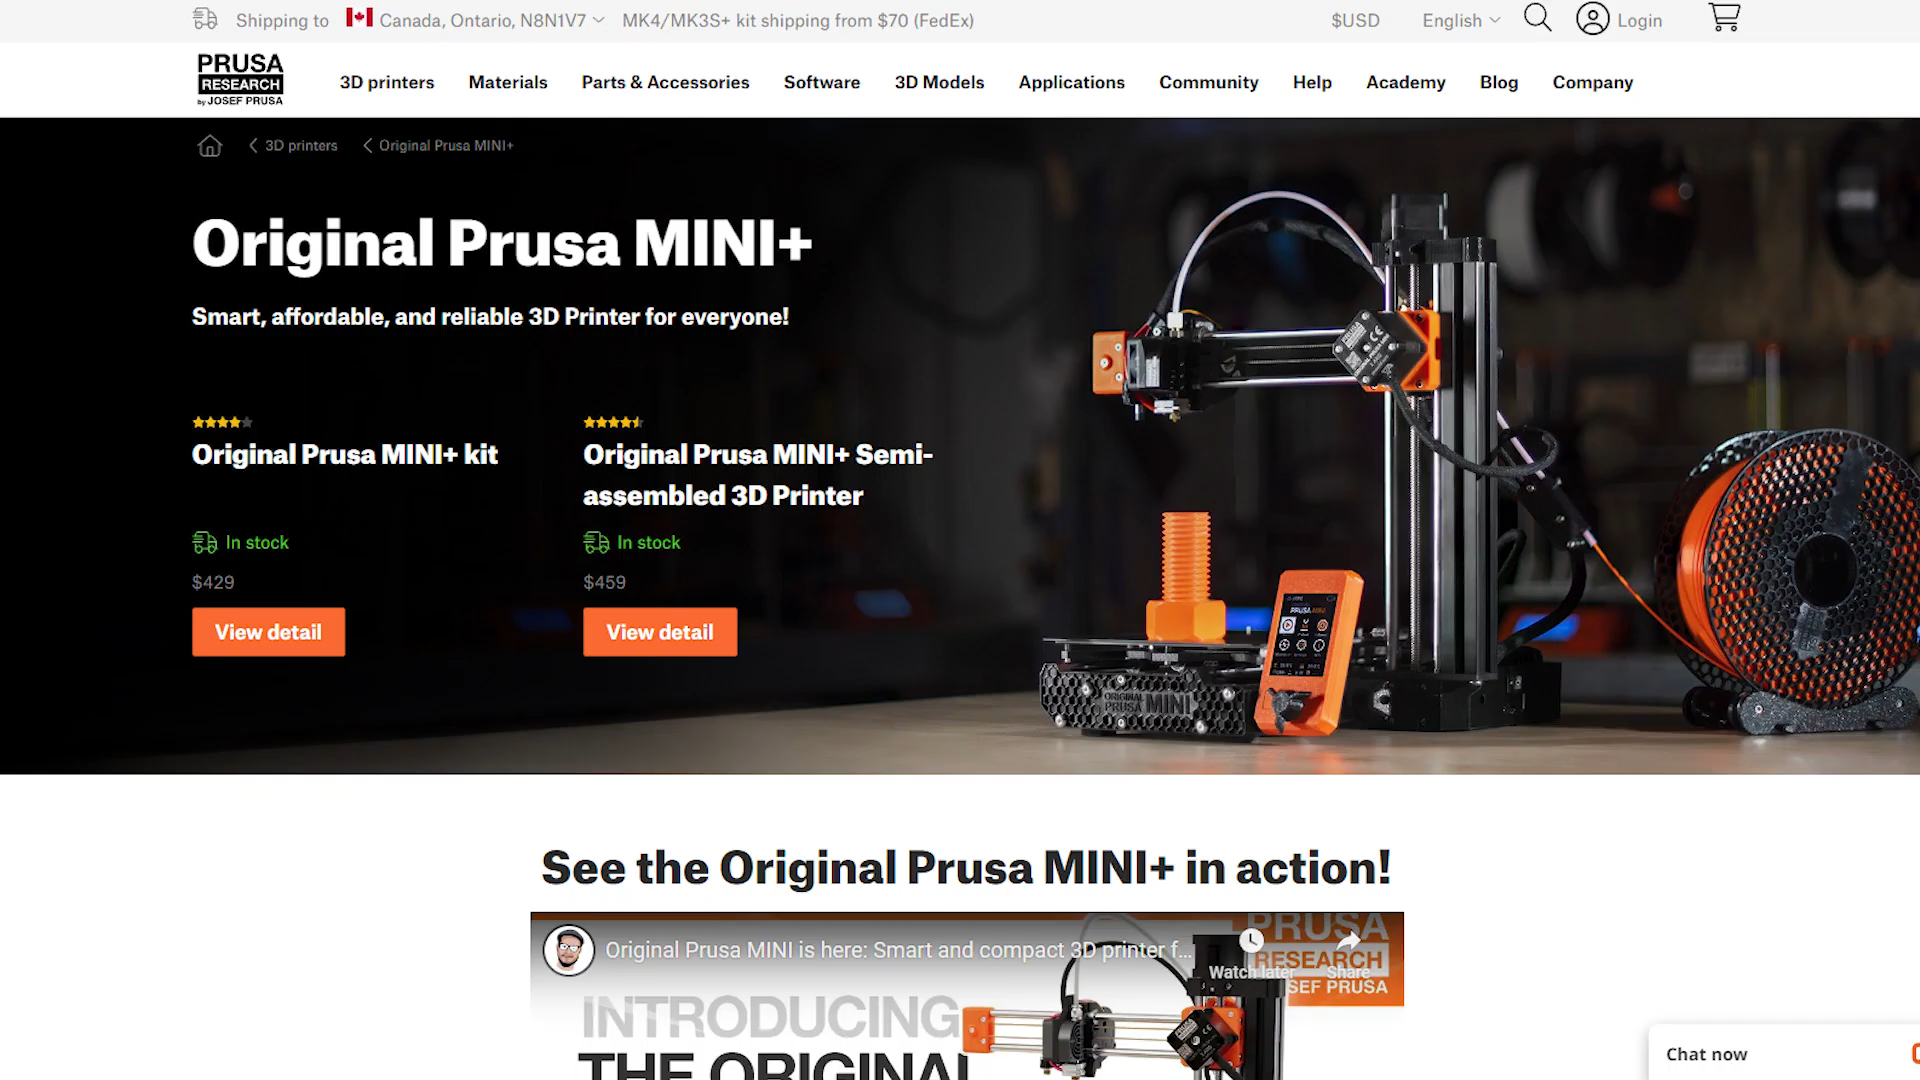 Shipping to Canada, Ontario, N8N1V7 MK4/MK3S+ kit shipping from $70 (FedEx) $USD English Login
PRUSA
RESEARCH
by JOSEF PRUSA
3D printers Materials Parts & Accessories Software 3D Models Applications Community Help Academy Blog Company
3D printers Original Prusa MINI+
Original Prusa MINI+
Smart, affordable, and reliable 3D Printer for everyone!
Original Prusa MINI+ kit
In stock
$429
View detail
Original Prusa MINI+ Semi-
assembled 3D Printer
In stock
$459
View detail
ORIGINAL
PRUSA MINI
See the Original Prusa MINI+ in action!
Original Prusa MINI is here: Smart and compact 3D printer f...
Watch later Share
PRUSA
RESEARCH
SEF PRUSA
INTRODUCING
THE ORIGINAL
Chat now